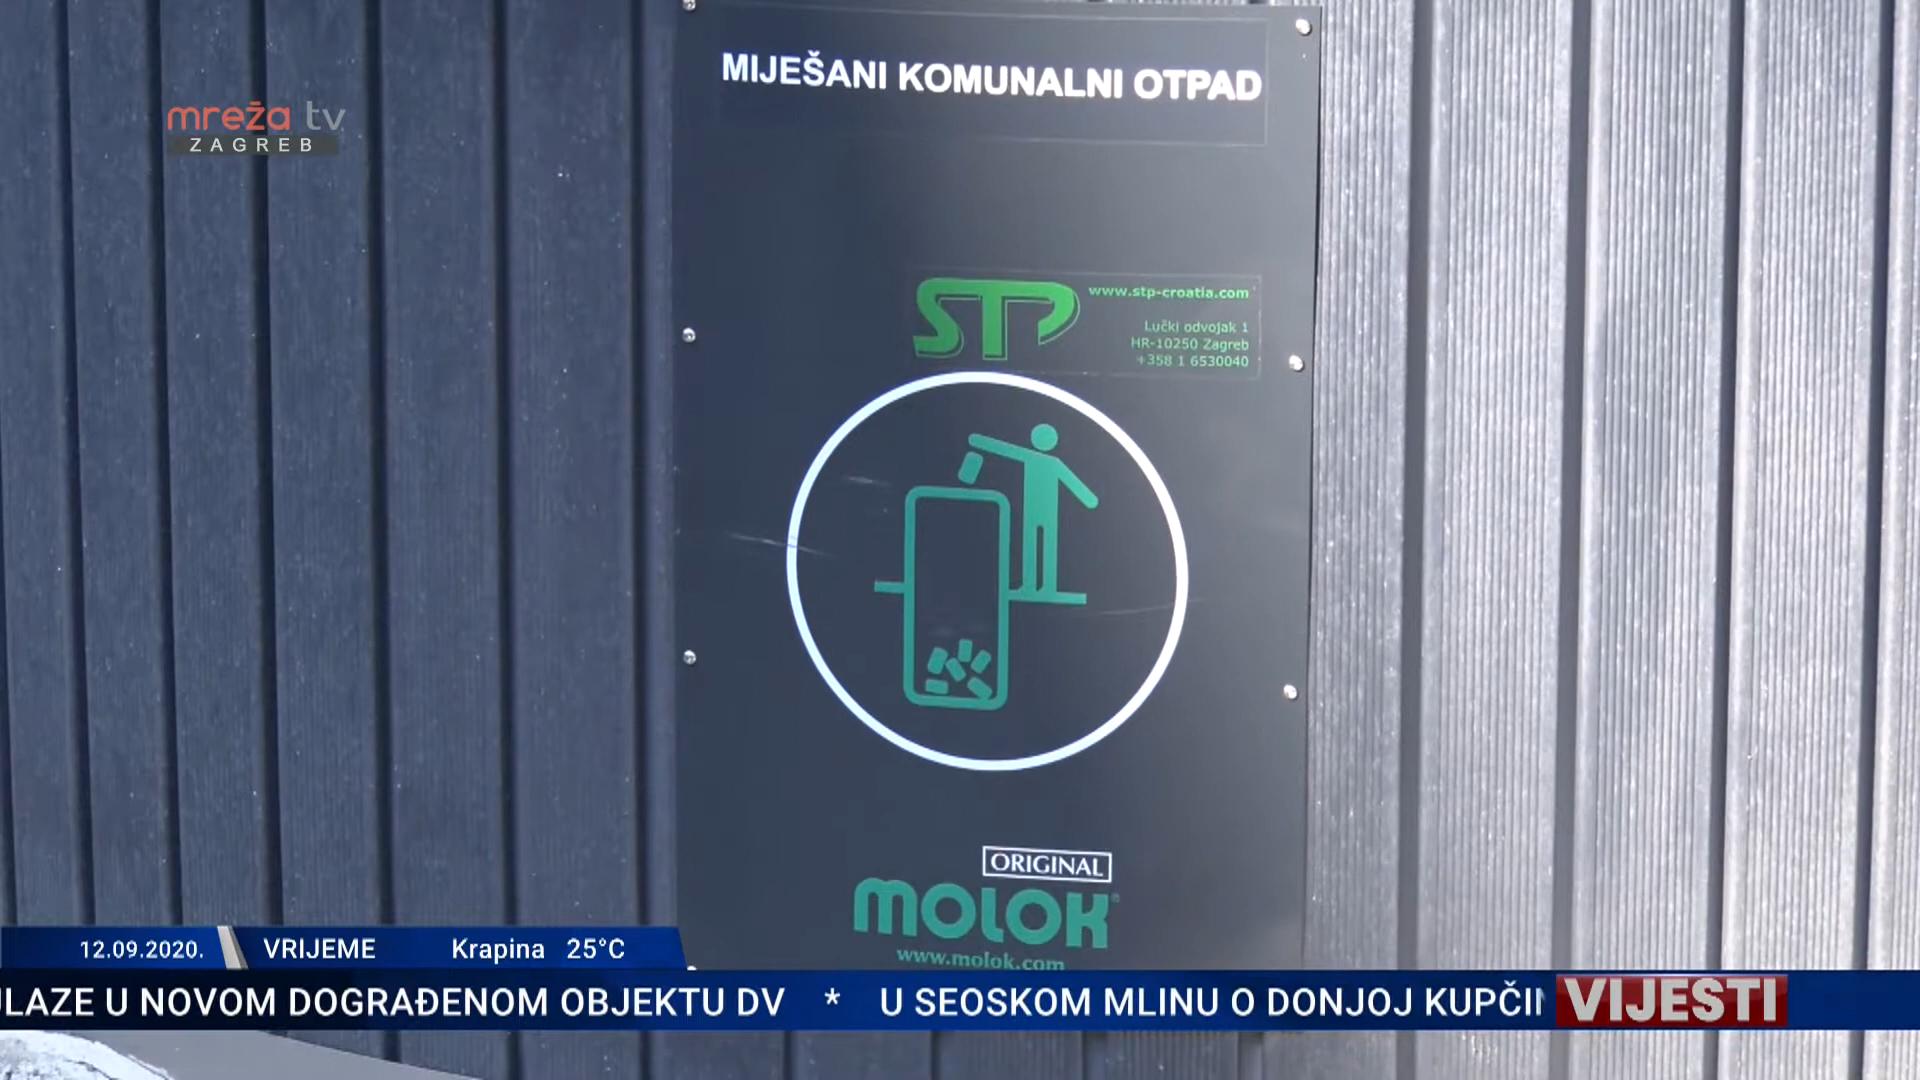 MIJEŠANI KOMUNALNI OTPAD
mreža tv
ZAGREB
STP
www.stp-croatia.com
Lučki odvojak 1
HR-10250 Zagreb
+358 1 6530040
ORIGINAL
MOLOK®
www.molok.com
12.09.2020. VRIJEME Krapina 25°C
U NOVOM DOGRAĐENOM OBJEKTU DV * U SEOSKOM MLINU O DONJOJ
VIJESTI